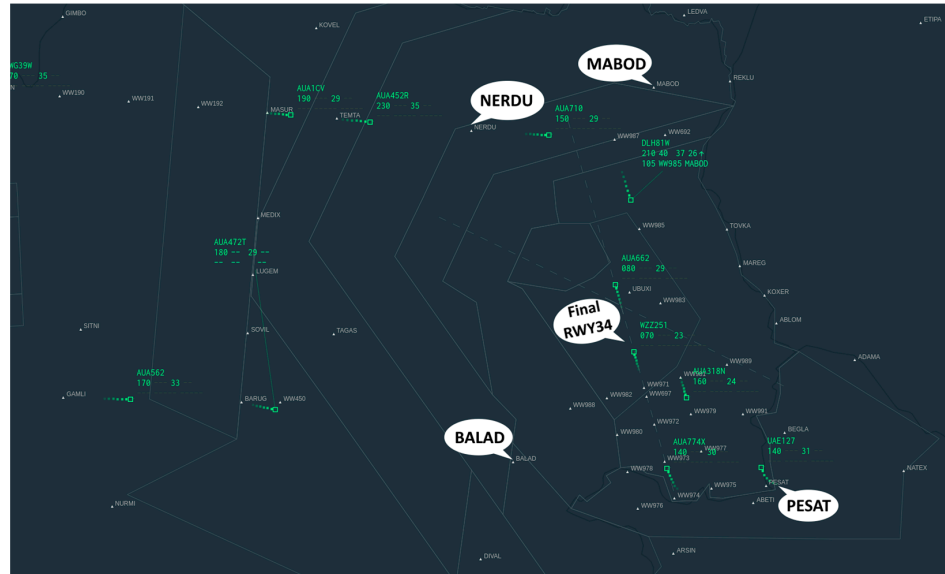 GIMBO
LEDVA
ETIPA
KOVEL
MABOD
WG39W
70 35
MABOD
REKLU
AUA1CV
190 29
AUA452R
230 35
WW190
WW191
WW192
MASUR
TEMTA
NERDU
NERDU
AUA710
150 29
WW987
WW692
DLH81W
210 40 37 26↑
105 WW985 MABOD
MEDIX
WW985
TOVKA
AUA472T
180 -- 29 --
-- -- --
LUGEM
AUA662
080 29
MAREG
UBUXI
WW983
KOXER
SITNI
SOVIL
TAGAS
Final
RWY34
WZZ251
070 23
ABLOM
ADAMA
WW989
AUA562
170 33
WW981
AUA318N
160 24
GAMLI
BARUG
WW450
WW971
WW982
WW697
WW988
WW979
WW991
WW972
WW980
BEGLA
BALAD
AUA774X
140 30
WW977
UAE127
140 31
BALAD
WW973
WW978
NATEX
WW975
PESAT
WW974
ABETI
PESAT
NURMI
WW976
ARSIN
DIVAL